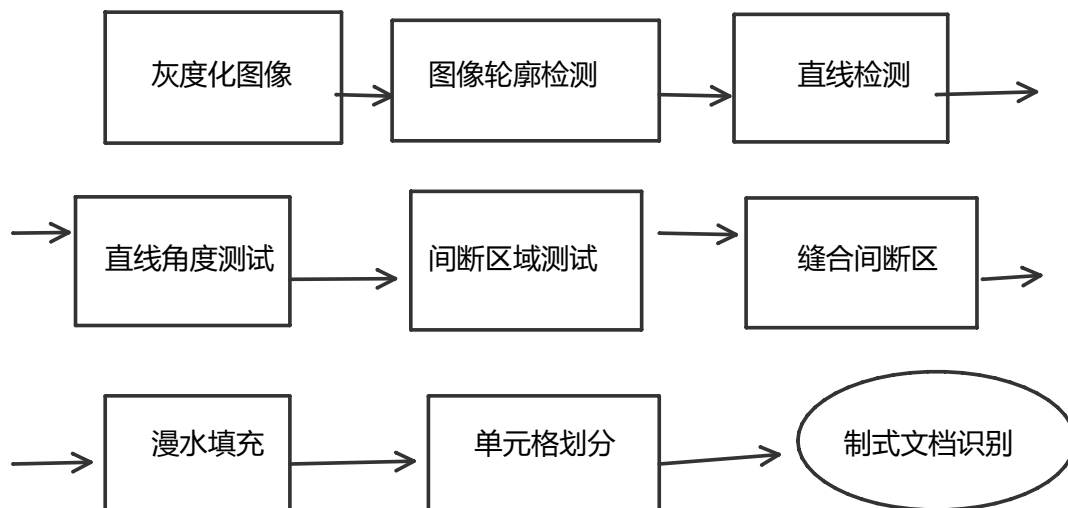 灰度化图像
图像轮廓检测
直线检测
直线角度测试
间断区域测试
缝合间断区
漫水填充
单元格划分
制式文档识别